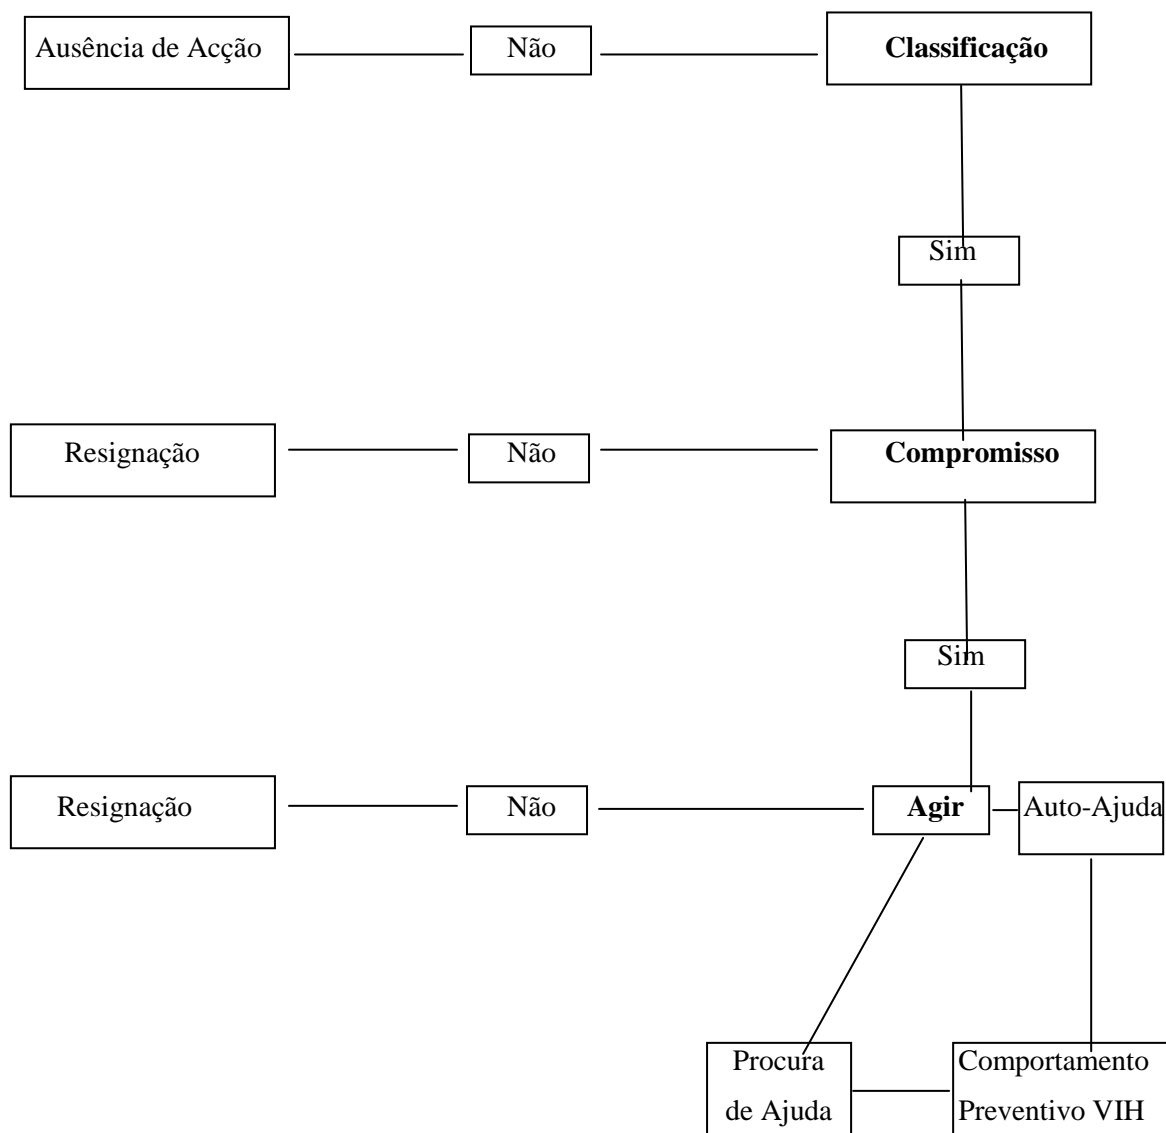 Ausência de Acção
Não
Classificação
Sim
Resignação
Não
Compromisso
Sim
Resignação
Não
Agir
Auto-Ajuda
Procura
de Ajuda
Comportamento
Preventivo VIH